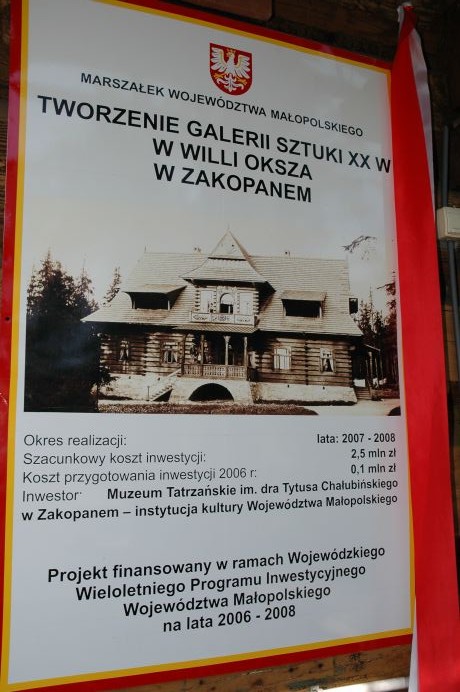 MARSZAŁEK WOJEWÓDZTWA MAŁOPOLSKIEGO
TWORZENIE GALERII SZTUKI XX W
W WILLI OKSZA
W ZAKOPANEM
Okres realizacji: lata: 2007 - 2008
Szacunkowy koszt inwestycji: 2,5 mln zł
Koszt przygotowania inwestycji 2006 r: 0,1 mln zł
Inwestor: Muzeum Tatrzańskie im. dra Tytusa Chałubińskiego
w Zakopanem – instytucja kultury Województwa Małopolskiego
Projekt finansowany w ramach Wojewódzkiego
Wieloletniego Programu Inwestycyjnego
Województwa Małopolskiego
na lata 2006 - 2008